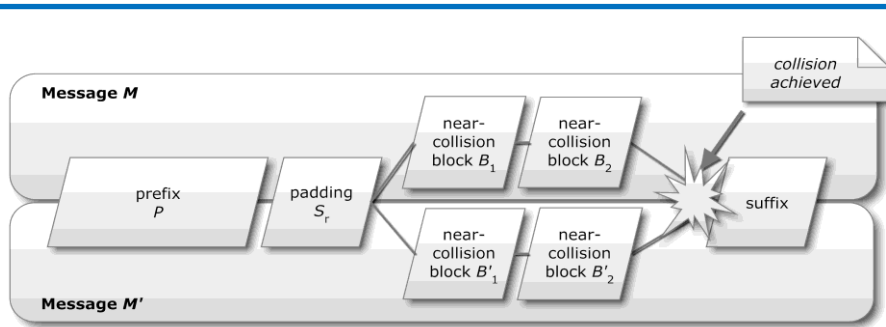 collision
achieved
Message M
near-
collision
block B1
near-
collision
block B2
prefix
P
padding
Sr
suffix
near-
collision
block B'1
near-
collision
block B'2
Message M'